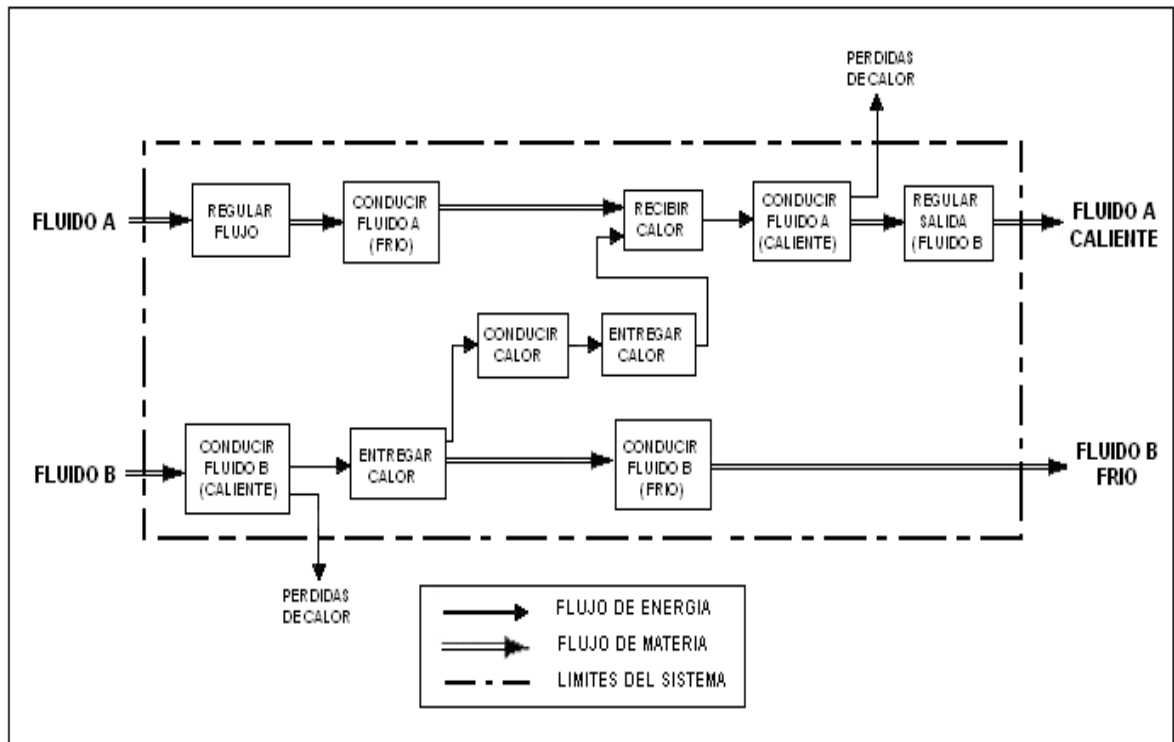 PERDIDAS
DE CALOR
FLUIDO A
REGULAR
FLUJO
CONDUCIR
FLUIDO A
(FRIO)
RECIBIR
CALOR
CONDUCIR
FLUIDO A
(CALIENTE)
REGULAR
SALIDA
(FLUIDO B
FLUIDO A
CALIENTE
CONDUCIR
CALOR
ENTREGAR
CALOR
FLUIDO B
CONDUCIR
FLUIDO B
(CALIENTE)
ENTREGAR
CALOR
CONDUCIR
FLUIDO B
(FRIO)
FLUIDO B
FRIO
PERDIDAS
DE CALOR
FLUJO DE ENERGIA
FLUJO DE MATERIA
LIMITES DEL SISTEMA